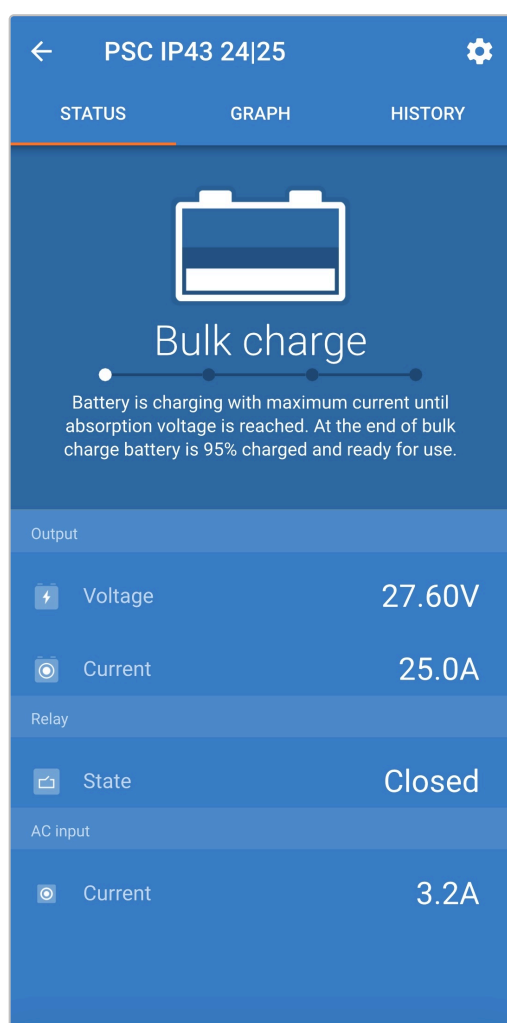 PSC IP43 24|25
STATUS GRAPH HISTORY
Bulk charge
Battery is charging with maximum current until
absorption voltage is reached. At the end of bulk
charge battery is 95% charged and ready for use.
Output
Voltage 27.60V
Current 25.0A
Relay
State Closed
AC input
Current 3.2A